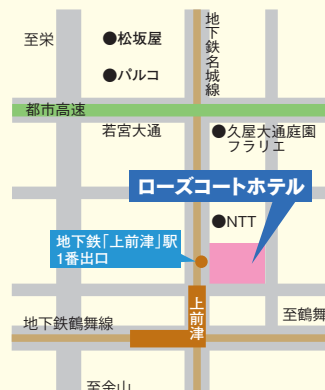 至栄
●松坂屋
●パルコ
地下鉄名城線
都市高速
若宮大通
●久屋大通庭園
フラリエ
ローズコートホテル
●NTT
地下鉄「上前津」駅
1番出口
上前津
至鶴舞
地下鉄鶴舞線
至金山